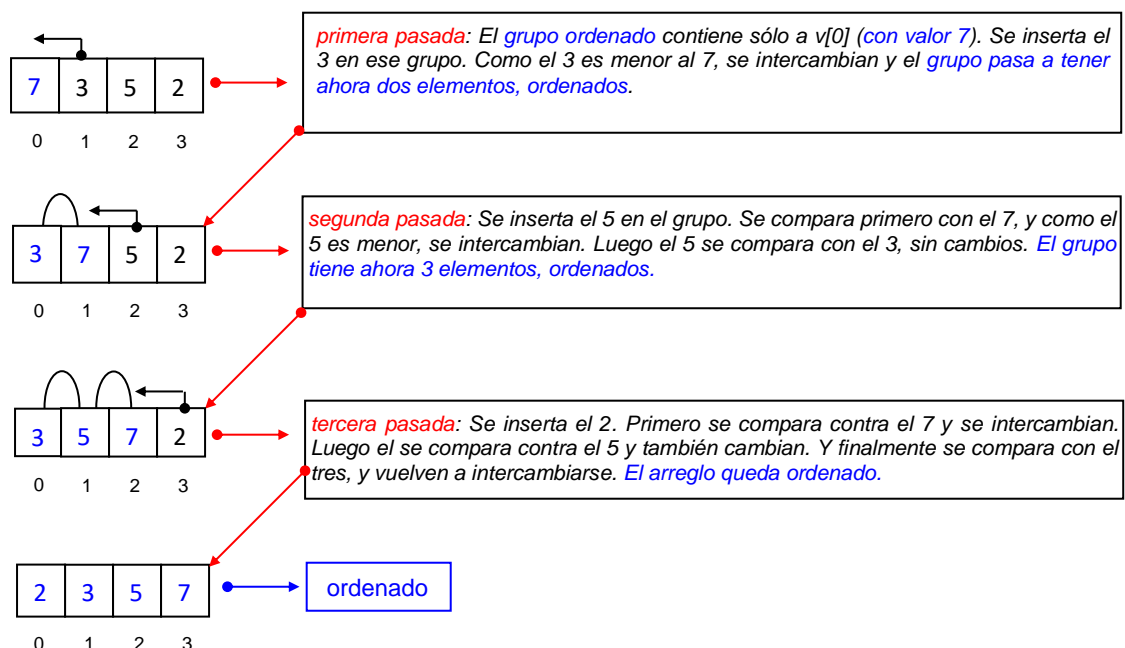 primera pasada: El grupo ordenado contiene sólo a v[0] (con valor 7). Se inserta el
3 en ese grupo. Como el 3 es menor al 7, se intercambian y el grupo pasa a tener
ahora dos elementos, ordenados.
7 3 5 2
0 1 2 3
segunda pasada: Se inserta el 5 en el grupo. Se compara primero con el 7, y como el
5 es menor, se intercambian. Luego el 5 se compara con el 3, sin cambios. El grupo
tiene ahora 3 elementos, ordenados.
3 7 5 2
0 1 2 3
tercera pasada: Se inserta el 2. Primero se compara contra el 7 y se intercambian.
Luego el se compara contra el 5 y también cambian. Y finalmente se compara con el
tres, y vuelven a intercambiarse. El arreglo queda ordenado.
3 5 7 2
0 1 2 3
2 3 5 7
ordenado
0 1 2 3